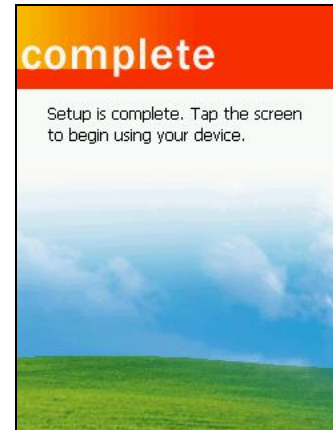 complete
Setup is complete. Tap the screen
to begin using your device.